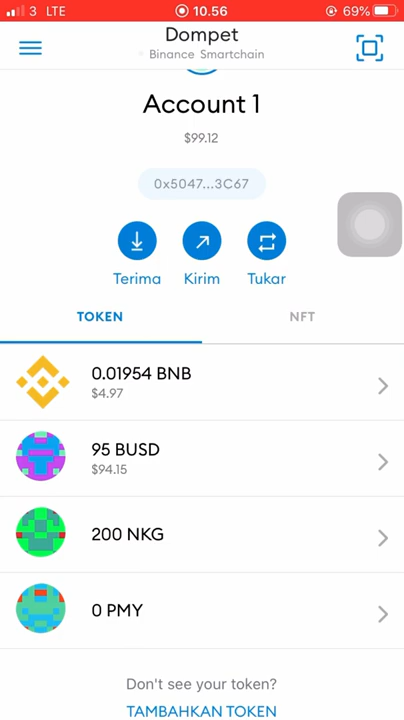 3 LTE 10.56 69%
Dompet
Binance Smartchain
Account 1
$99.12
0x5047...3C67
Terima Kirim Tukar
TOKEN NFT
0.01954 BNB
$4.97
95 BUSD
$94.15
200 NKG
0 PMY
Don't see your token?
TAMBAHKAN TOKEN